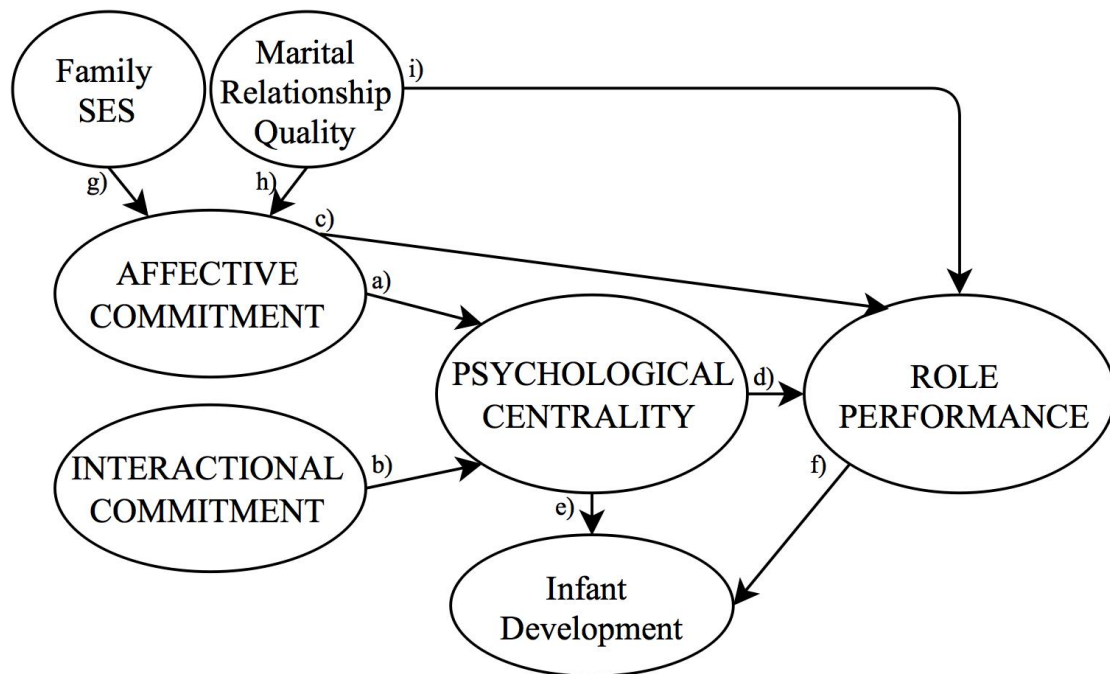 Family
SES
Marital
Relationship
Quality
i)
g)
h)
c)
AFFECTIVE
COMMITMENT
a)
PSYCHOLOGICAL
CENTRALITY
d)
ROLE
PERFORMANCE
INTERACTIONAL
COMMITMENT
b)
e)
f)
Infant
Development